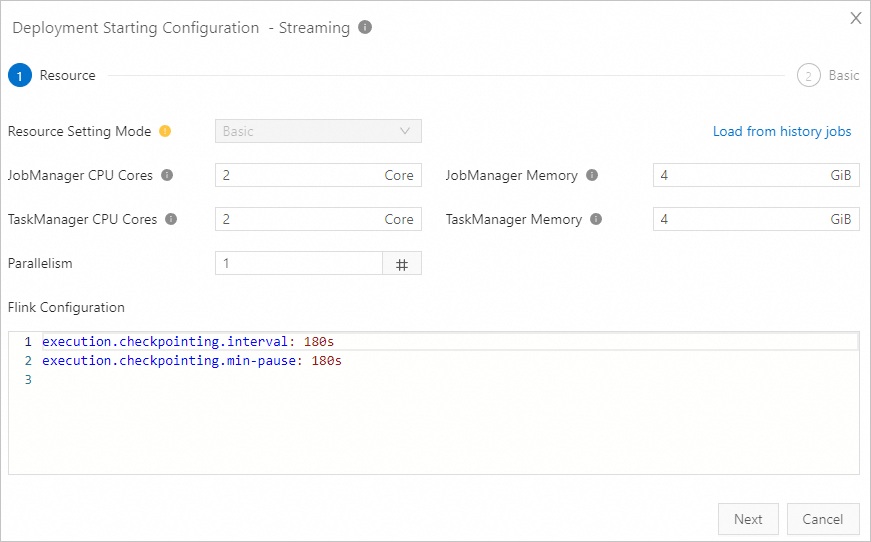 Deployment Starting Configuration - Streaming
1 Resource 2 Basic
Resource Setting Mode Basic Load from history jobs
JobManager CPU Cores 2 Core JobManager Memory 4 GiB
TaskManager CPU Cores 2 Core TaskManager Memory 4 GiB
Parallelism 1 #
Flink Configuration
1 execution.checkpointing.interval: 180s
2 execution.checkpointing.min-pause: 180s
3
Next Cancel